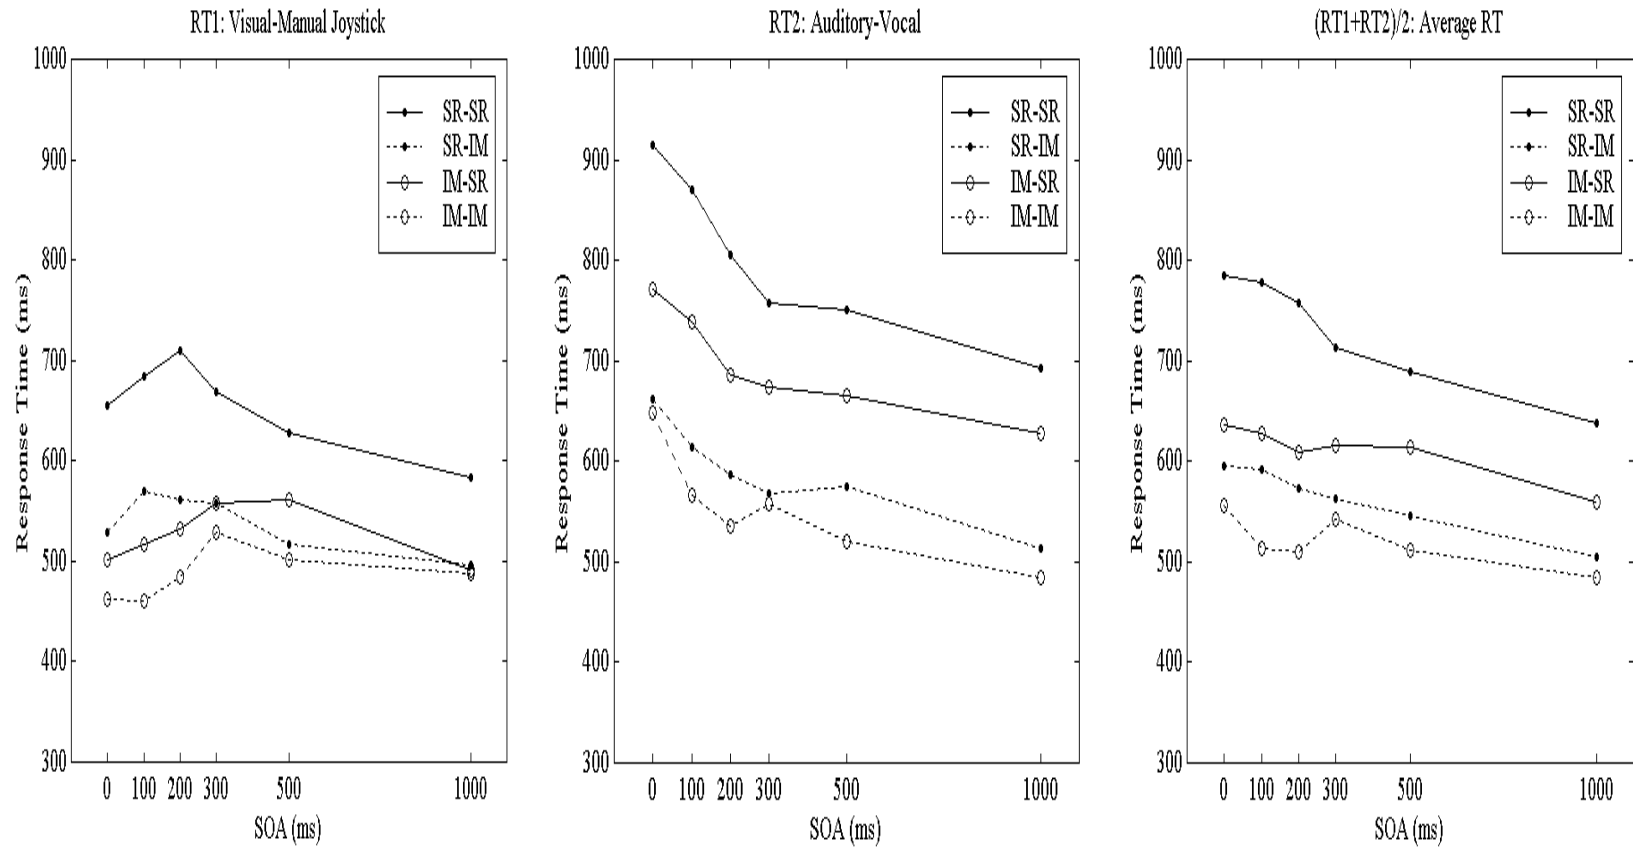 RT1: Visual-Manual Joystick
1000
900
800
700
600
500
400
300
Response Time (ms)
SR-SR
SR-IM
IM-SR
IM-IM
0 100 200 300 500 1000
SOA (ms)
RT2: Auditory-Vocal
1000
900
800
700
600
500
400
300
Response Time (ms)
SR-SR
SR-IM
IM-SR
IM-IM
0 100 200 300 500 1000
SOA (ms)
(RT1+RT2)/2: Average RT
1000
900
800
700
600
500
400
300
Response Time (ms)
SR-SR
SR-IM
IM-SR
IM-IM
0 100 200 300 500 1000
SOA (ms)